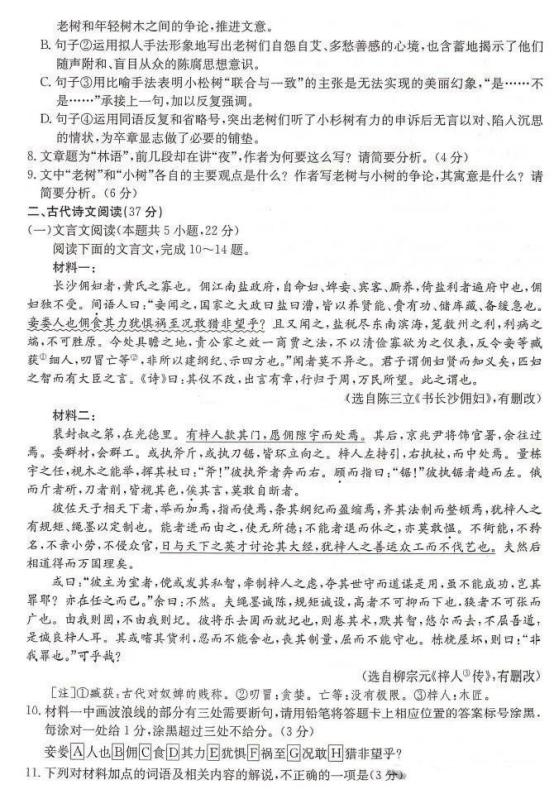 老树和年轻树木之间的争论,推进文意。
B. 句子②运用拟人手法形象地写出老树们自怨自艾、多愁善感的心境,也含蓄地揭示了他们
随声附和、盲目从众的陈腐思想意识。
C. 句子③用比喻手法表明小松树“联合与一致”的主张是无法实现的美丽幻象,“是……不
是……”承接上一句,加以反复强调。
D. 句子④运用同语反复和省略号,突出老树们听了小杉树有力的申诉后无言以对、陷人沉思
的情状,为卒章显志做了必要的铺垫。
8. 文章题为“林语”,前几段却在讲“夜”,作者为何要这么写? 请简要分析。(4 分)
9. 文中“老树”和“小树”各自的主要观点是什么? 作者写老树与小树的争论,其寓意是什么? 请
简要分析。(6 分)
二、古代诗文阅读(37 分)
(一)文言文阅读(本题共 5 小题,22 分)
阅读下面的文言文,完成 10～14 题。
材料一:
长沙佣妇者,黄氏之寡也。佣江南盐政府,自命妇、婢妾、宾客、厮养,倚盐利者遍府中也,佣
妇独不受。间语人曰:“妾闻之,国家之大政曰盐曰漕,皆以养贤能、赉有功、储库藏、备缓急也。
妾娄人也佣食其力犹惧祸至况敢猎非望乎? 且又闻之,盐税尽东南滨海,笼数州之利,利病之
端,不可胜原。今处具瞻之地,贵公家之效一商贾之法,不以清俭寡欲为之仪表,反令妾等臧
获①细人,叨冒亡等②,非所以建纲纪、示四方也。”闻者莫不异之。君子谓佣妇贤而知义矣,匹妇
之智而有大臣之言。《诗》曰:其仪不改,出言有章,行归于周,万民所望。此之谓也。
(选自陈三立《书长沙佣妇》,有删改)
材料二:
裴封叔之第,在光德里。有梓人款其门,愿佣隙宇而处焉。其后,京兆尹将饰官署,余往过
焉。委群材,会群工。或执斧斤,或执刀锯,皆环立向之。梓人左持引,右执杖,而中处焉。量栋
宇之任,视木之能举,挥其杖曰:“斧!”彼执斧者奔而右。顾而指曰:“锯!”彼执锯者趋而左。俄
而斤者斫,刀者削,皆视其色,俟其言,莫敢自断者。
彼佐天子相天下者,举而加焉,指而使焉,条其纲纪而盈缩焉,齐其法制而整顿焉,犹梓人之
有规矩、绳墨以定制也。能者进而由之,使无所德;不能者退而休之,亦莫敢愠。不衒能,不矜
名,不亲小劳,不侵众官,日与天下之英才讨论其大经,犹梓人之善运众工而不伐艺也。夫然后
相道得而万国理矣。
或曰:“彼主为室者,傥或发其私智,牵制梓人之虑,夺其世守而道谋是用,虽不能成功,岂其
罪耶? 亦在任之而已。”余曰:不然。夫绳墨诚陈,规矩诚设,高者不可抑而下也,狭者不可张而
广也。由我则固,不由我则圮。彼将乐去固而就圮也,则卷其术,默其智,悠尔而去,不屈吾道,
是诚良梓人耳。其或嗜其货利,忍而不能舍也,丧其制量,屈而不能守也。栋桡屋坏,则曰:“非
我罪也。”可乎哉?
(选自柳宗元《梓人③传》,有删改)
[注]①臧获:古代对奴婢的贱称。②叨冒:贪婪。亡等:没有极限。③梓人:木匠。
10. 材料一中画波浪线的部分有三处需要断句,请用铅笔将答题卡上相应位置的答案标号涂黑,
每涂对一处给 1 分,涂黑超过三处不给分。(3 分)
妾娄A人也B佣C食D其力E犹惧F祸至G况敢H猎非望乎?
11. 下列对材料加点的词语及相关内容的解说,不正确的一项是(3 分)